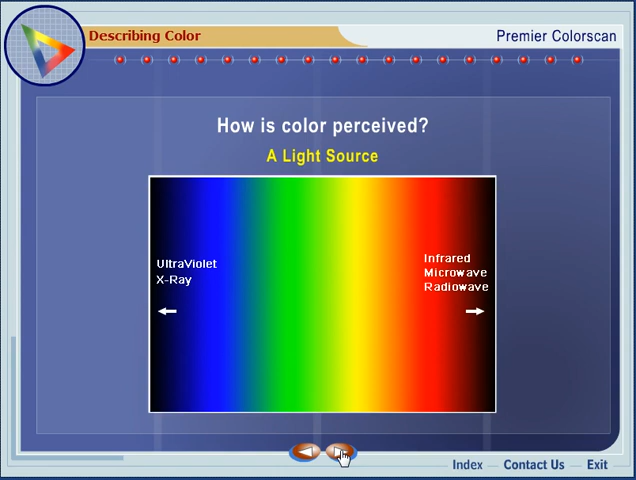 Describing Color
Premier Colorscan
How is color perceived?
A Light Source
UltraViolet
X-Ray
Infrared
Microwave
Radiowave
Index
Contact Us
Exit